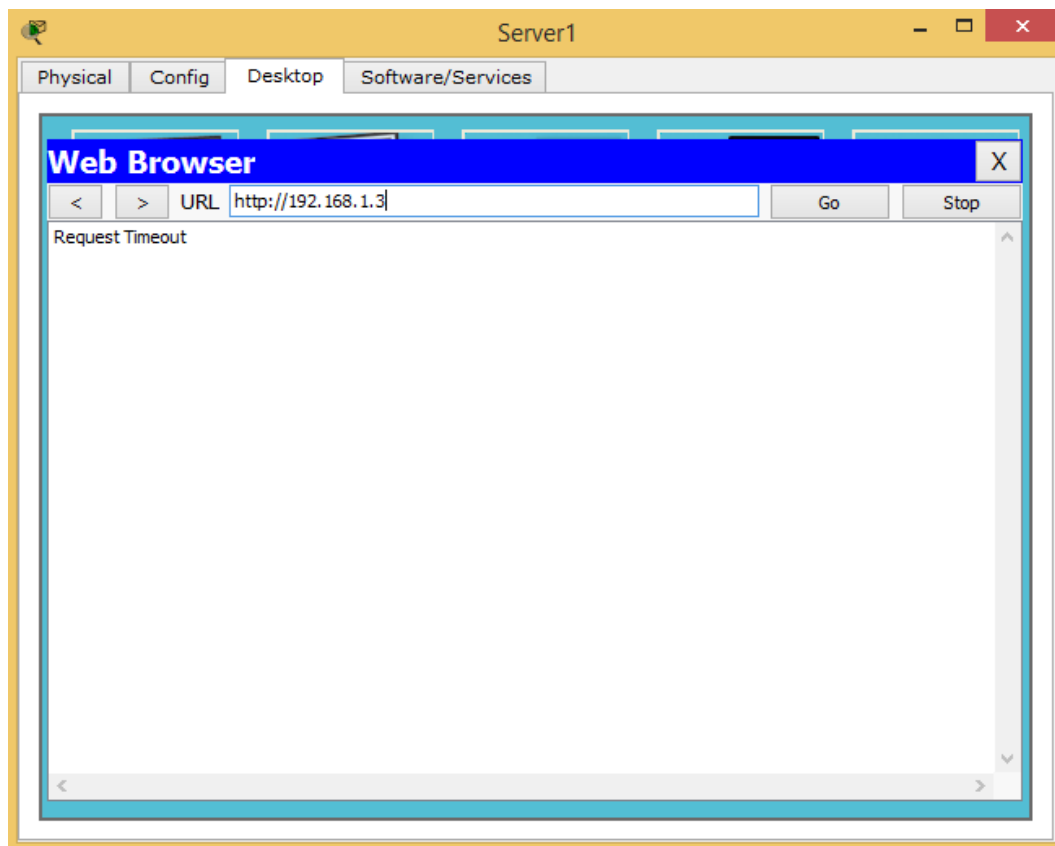 Server1
Physical Config Desktop Software/Services
Web Browser X
< > URL http://192.168.1.3 Go Stop
Request Timeout